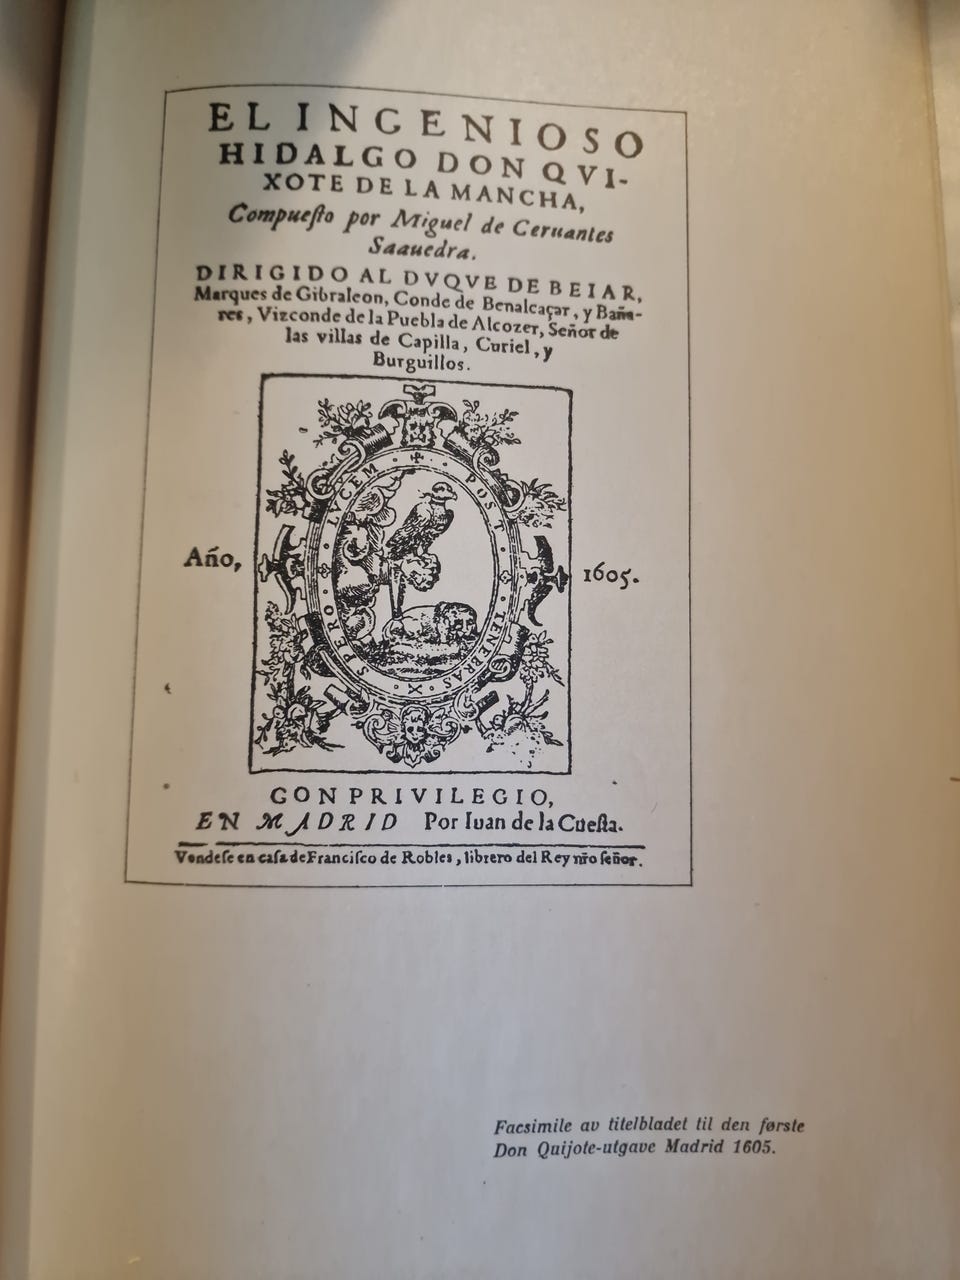 EL INGENIOSO
HIDALGO DON QVI-
XOTE DE LA MANCHA,
Compueſto por Miguel de Ceruantes
Saauedra.
DIRIGIDO AL DVQVE DE BEIAR,
Marques de Gibraleon, Conde de Benalcaçar, y Baña-
res, Vizconde de la Puebla de Alcozer, Señor de
las villas de Capilla, Curiel, y
Burguillos.
SPERO · LVCEM · POST · TENEBRAS
Año, 1605.
CON PRIVILEGIO,
EN MADRID Por Iuan de la Cueſta.
Vendeſe en caſa de Franciſco de Robles, librero del Rey nr̃o ſeñor.
Facsimile av titelbladet til den første
Don Quijote-utgave Madrid 1605.